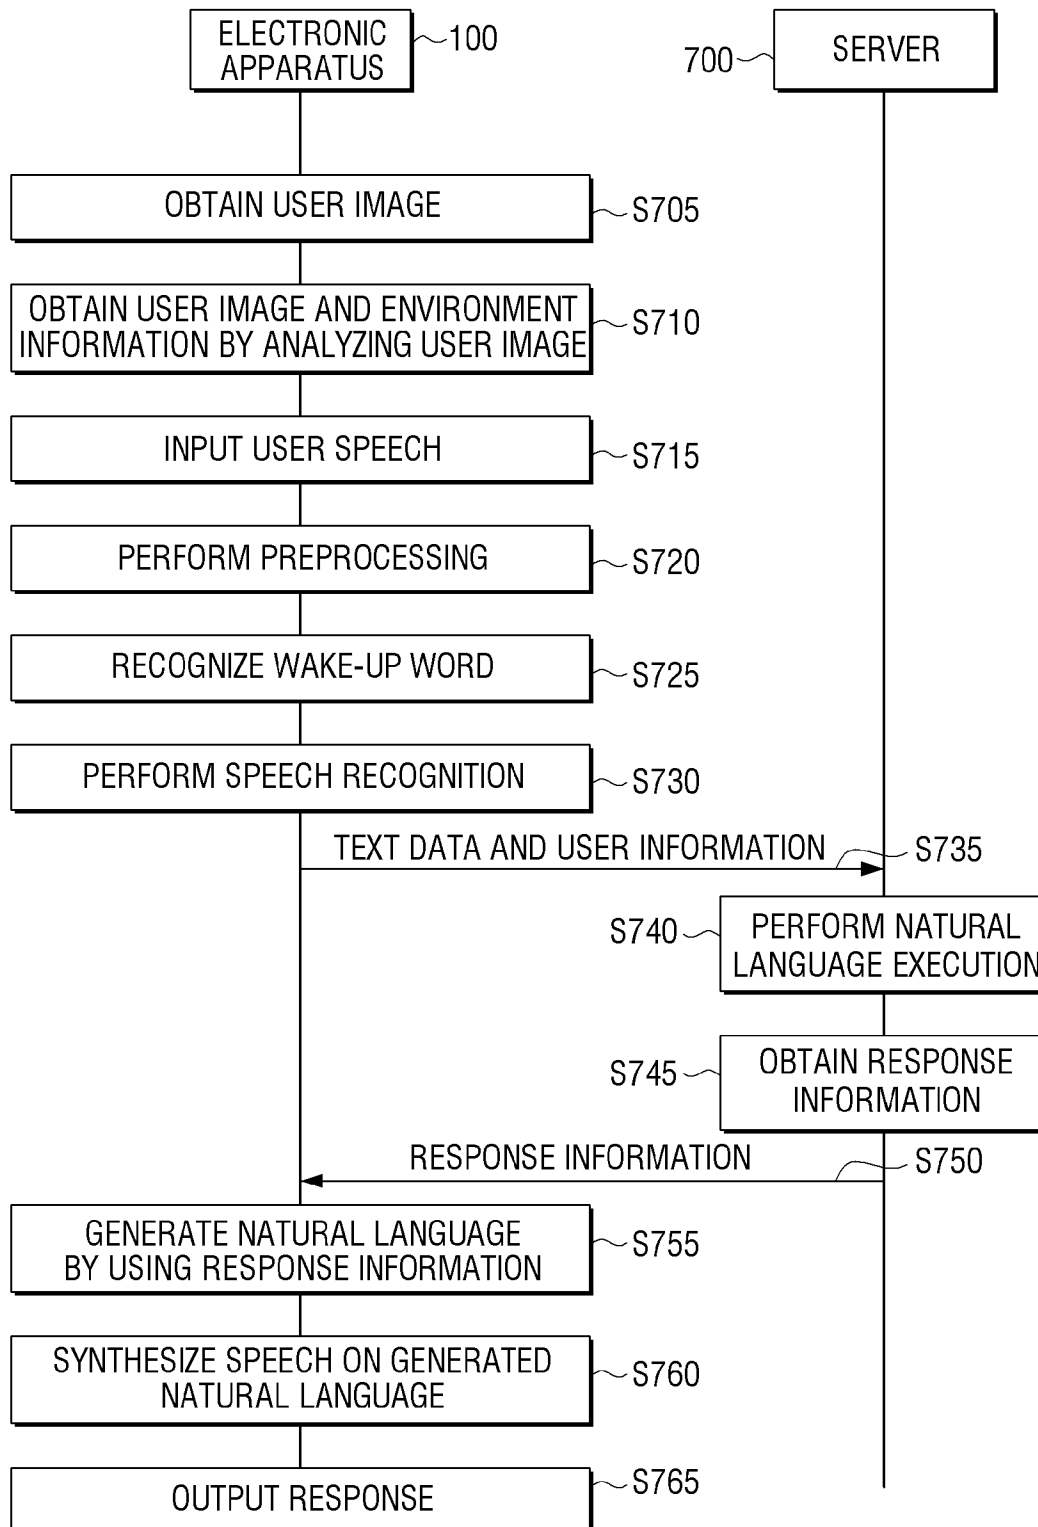 ELECTRONIC
APPARATUS
100
700
SERVER
OBTAIN USER IMAGE
S705
OBTAIN USER IMAGE AND ENVIRONMENT
INFORMATION BY ANALYZING USER IMAGE
S710
INPUT USER SPEECH
S715
PERFORM PREPROCESSING
S720
RECOGNIZE WAKE-UP WORD
S725
PERFORM SPEECH RECOGNITION
S730
TEXT DATA AND USER INFORMATION
S735
S740
PERFORM NATURAL
LANGUAGE EXECUTION
S745
OBTAIN RESPONSE
INFORMATION
RESPONSE INFORMATION
S750
GENERATE NATURAL LANGUAGE
BY USING RESPONSE INFORMATION
S755
SYNTHESIZE SPEECH ON GENERATED
NATURAL LANGUAGE
S760
OUTPUT RESPONSE
S765